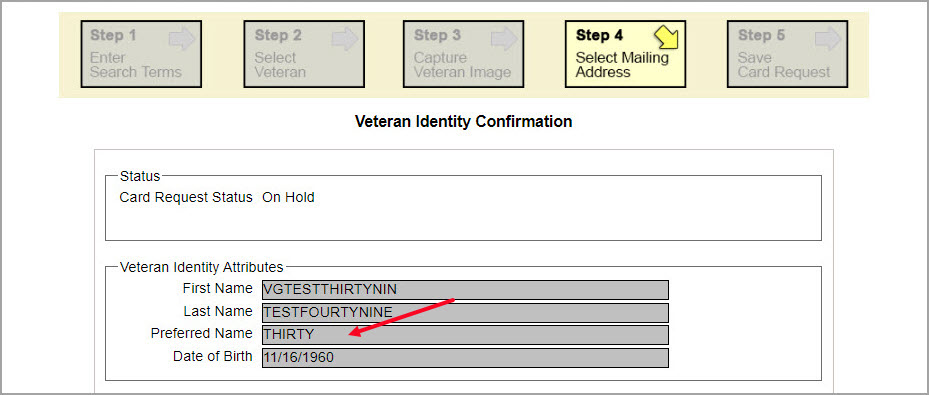 Step 1
Enter
Search Terms
Step 2
Select
Veteran
Step 3
Capture
Veteran Image
Step 4
Select Mailing
Address
Step 5
Save
Card Request
Veteran Identity Confirmation
Status
Card Request Status On Hold
Veteran Identity Attributes
First Name VGTESTTHIRTYNIN
Last Name TESTFOURTYNINE
Preferred Name THIRTY
Date of Birth 11/16/1960